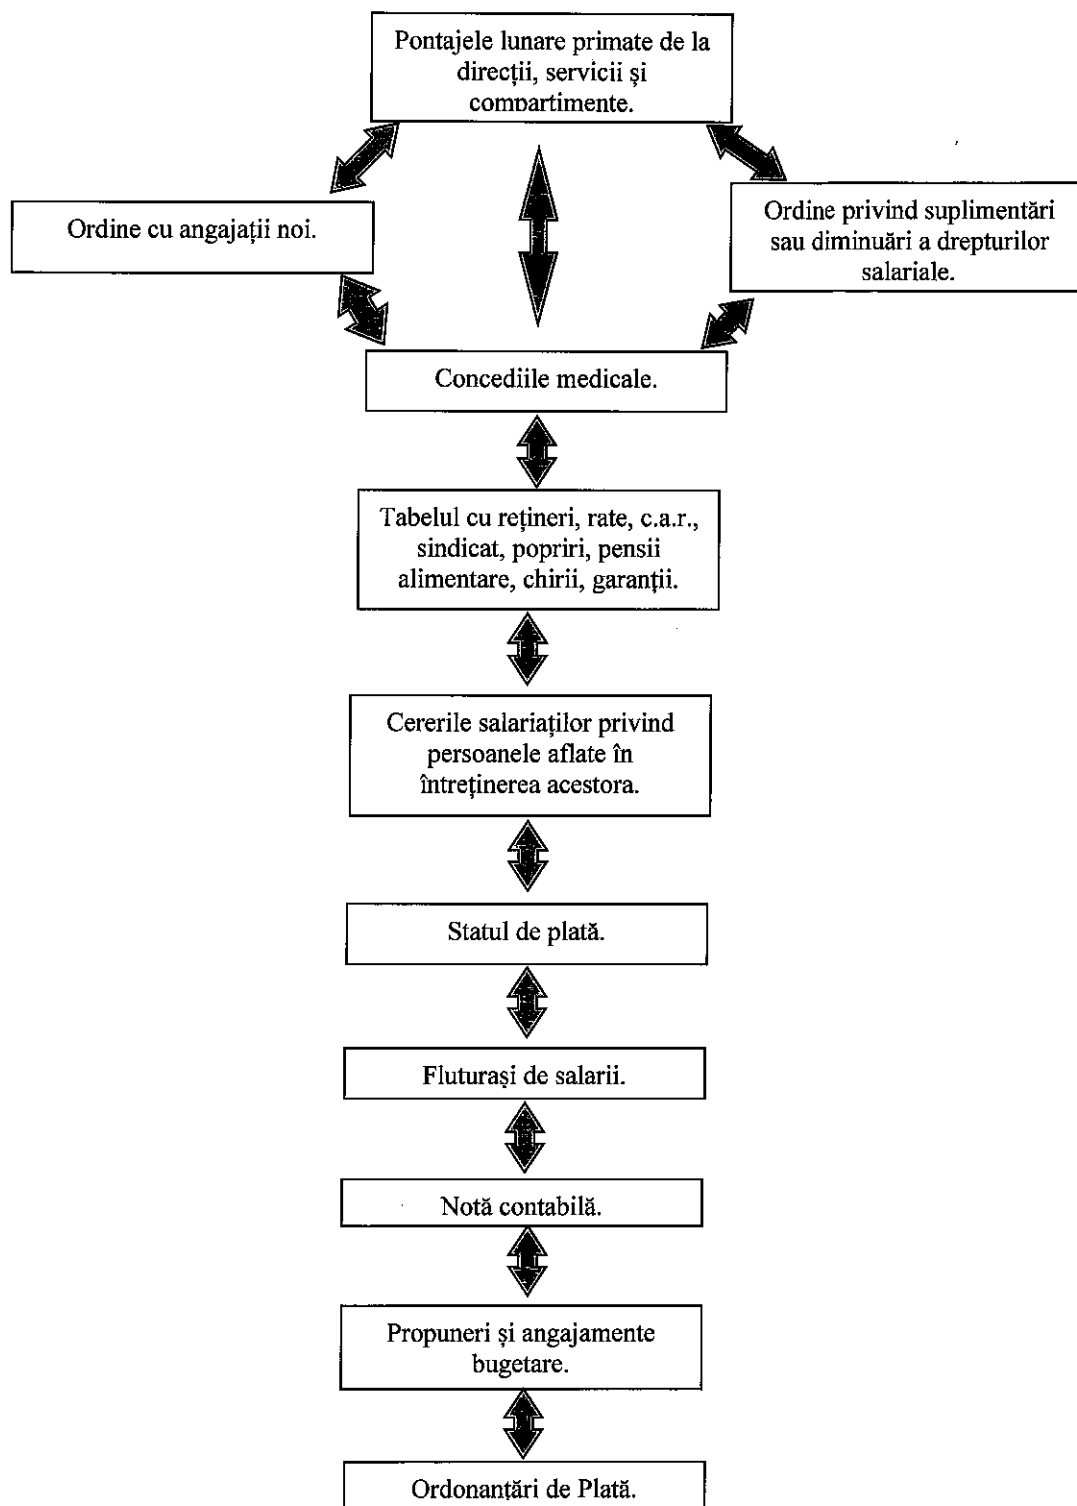 Pontajele lunare primate de la
direcții, servicii și
compartimente.
Ordine cu angajații noi.
Ordine privind suplimentări
sau diminuări a drepturilor
salariale.
Concediile medicale.
Tabelul cu rețineri, rate, c.a.r.,
sindicat, popriri, pensii
alimentare, chirii, garanții.
Cererile salariaților privind
persoanele aflate în
întreținerea acestora.
Statul de plată.
Fluturași de salarii.
Notă contabilă.
Propuneri și angajamente
bugetare.
Ordonanțări de Plată.